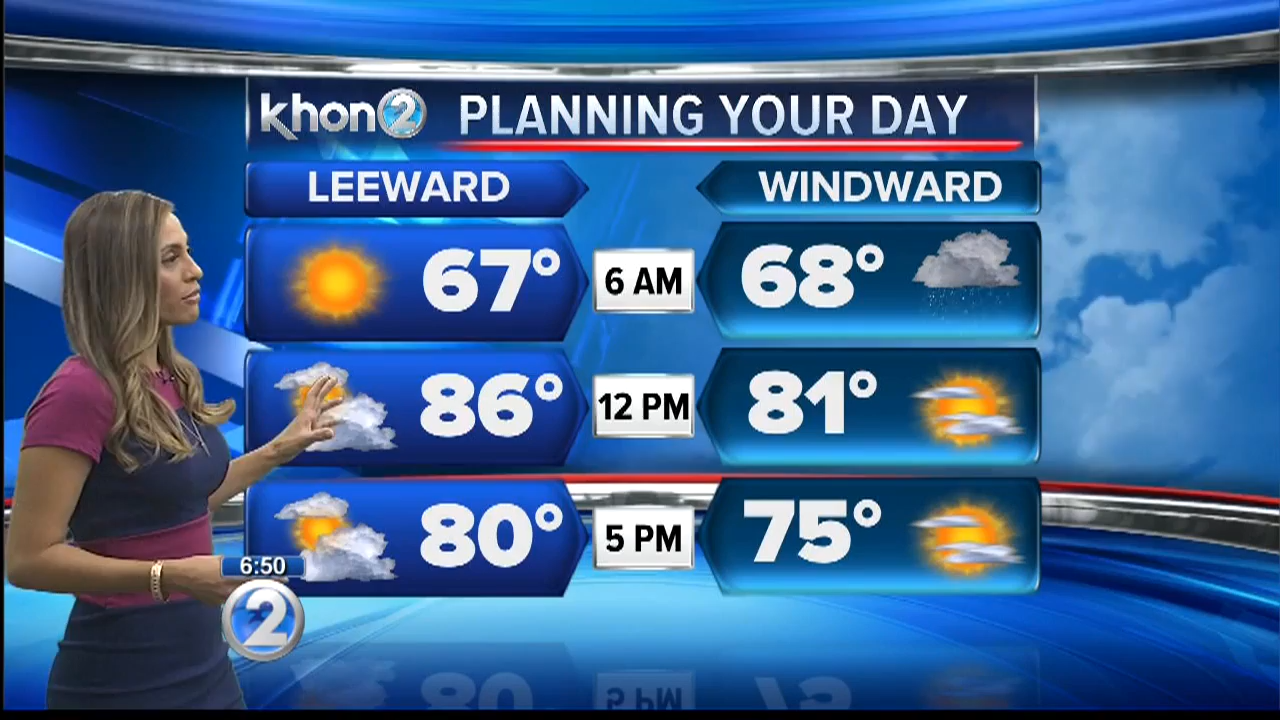 khon2 PLANNING YOUR DAY
LEEWARD WINDWARD
67° 6 AM 68°
86° 12 PM 81°
80° 5 PM 75°
6:50
2